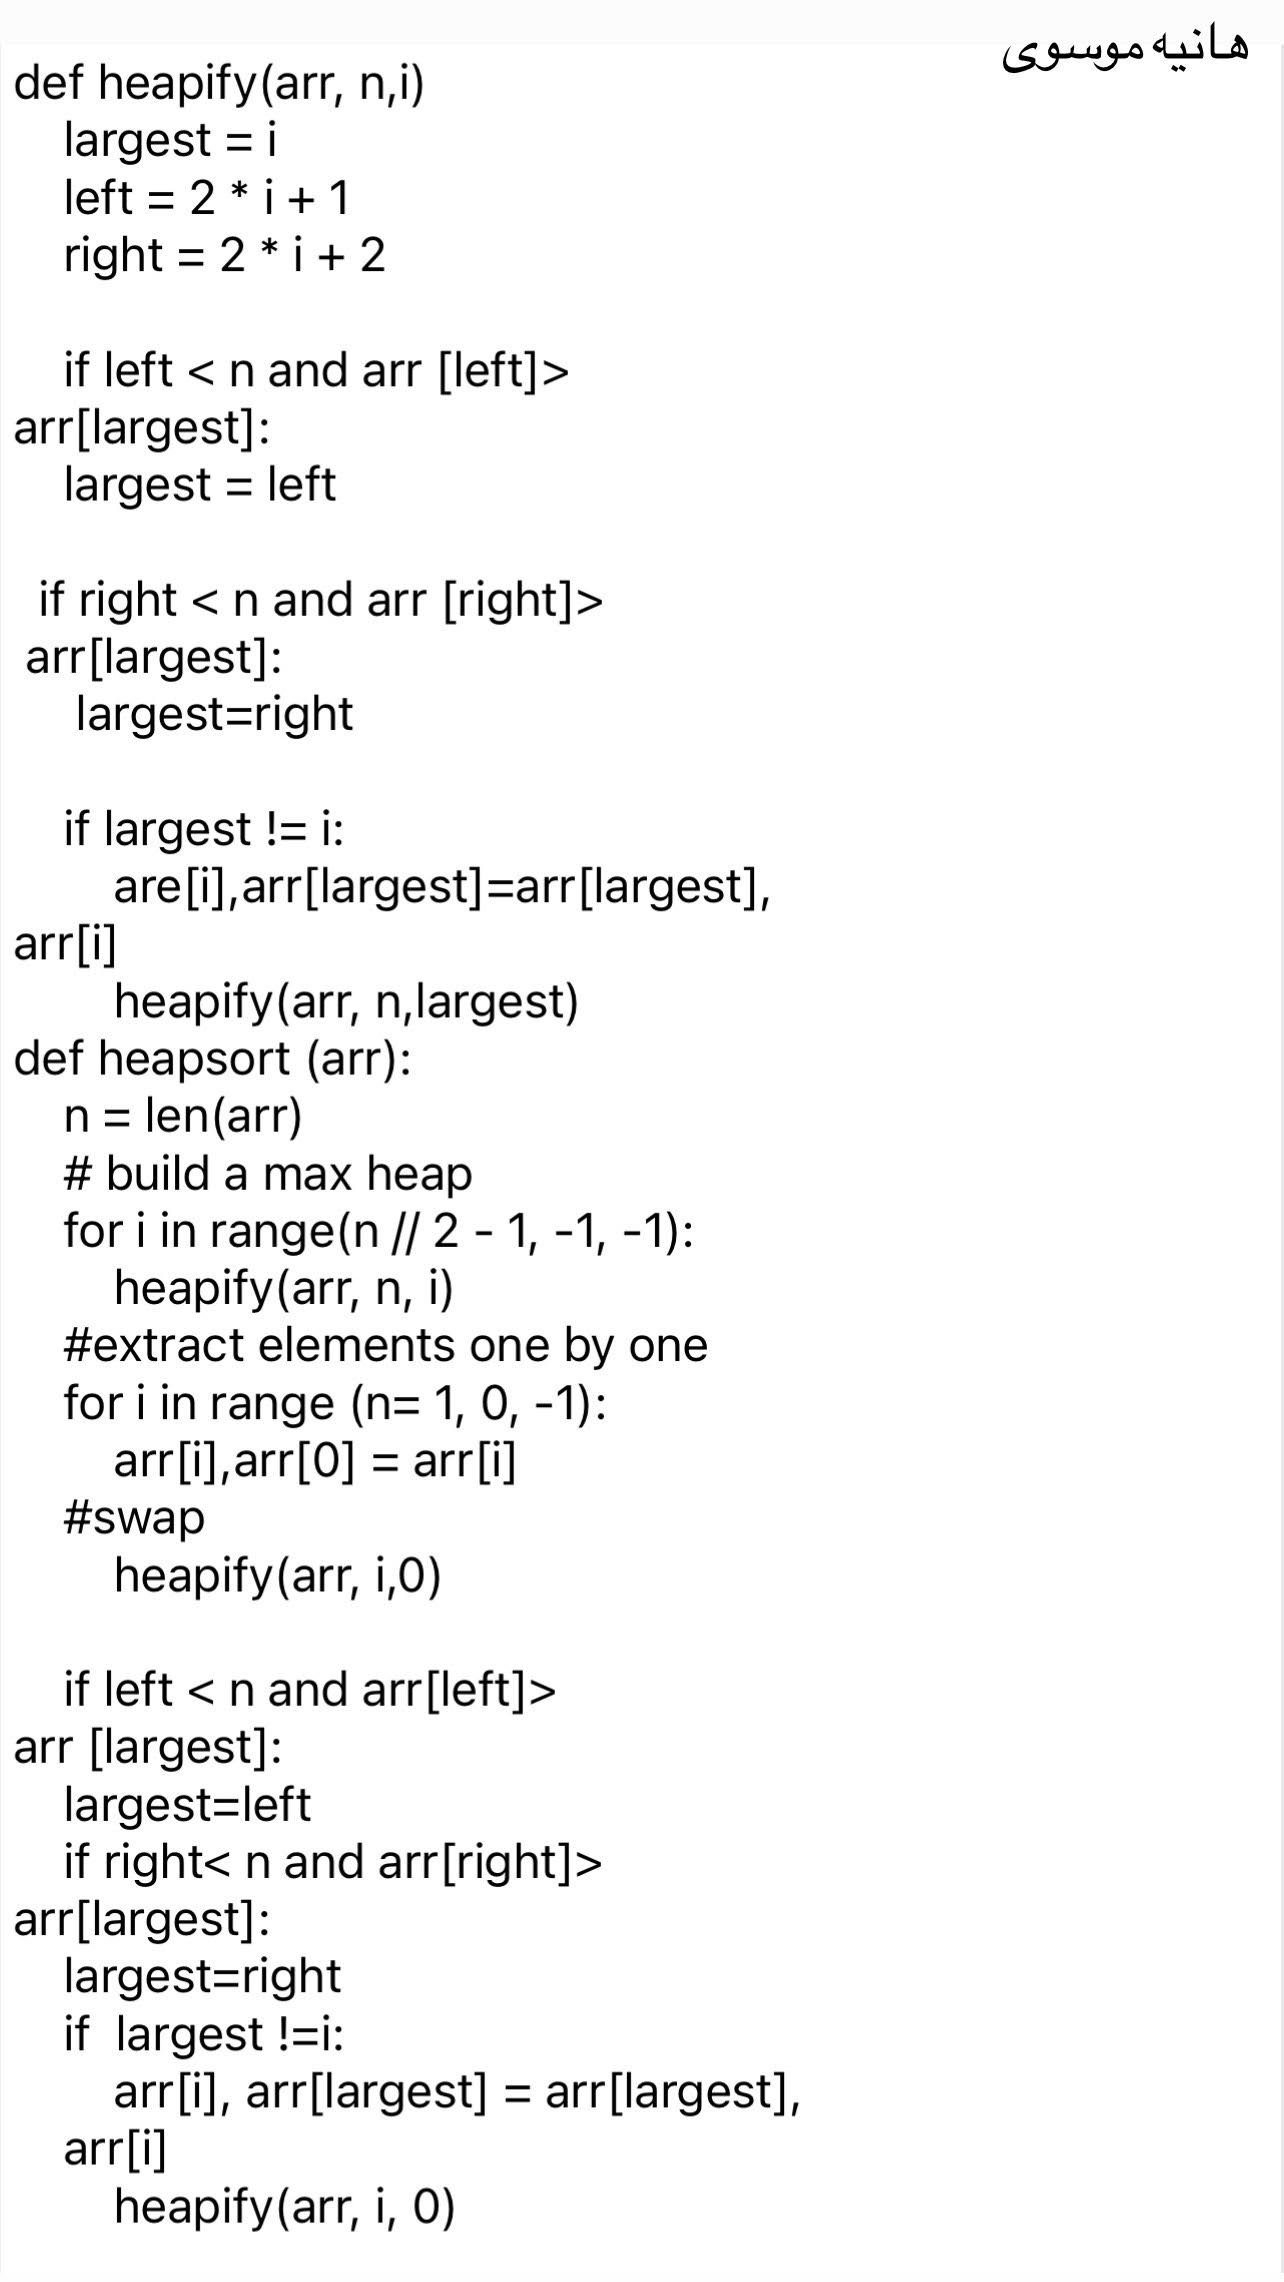 هانیه موسوی
def heapify(arr, n,i)
    largest = i
    left = 2 * i + 1
    right = 2 * i + 2

    if left < n and arr [left]>
arr[largest]:
    largest = left

  if right < n and arr [right]>
 arr[largest]:
     largest=right

    if largest != i:
        are[i],arr[largest]=arr[largest],
arr[i]
        heapify(arr, n,largest)
def heapsort (arr):
    n = len(arr)
    # build a max heap
    for i in range(n // 2 - 1, -1, -1):
        heapify(arr, n, i)
    #extract elements one by one
    for i in range (n= 1, 0, -1):
        arr[i],arr[0] = arr[i]
    #swap
        heapify(arr, i,0)

    if left < n and arr[left]>
arr [largest]:
    largest=left
    if right< n and arr[right]>
arr[largest]:
    largest=right
    if  largest !=i:
        arr[i], arr[largest] = arr[largest],
    arr[i]
        heapify(arr, i, 0)